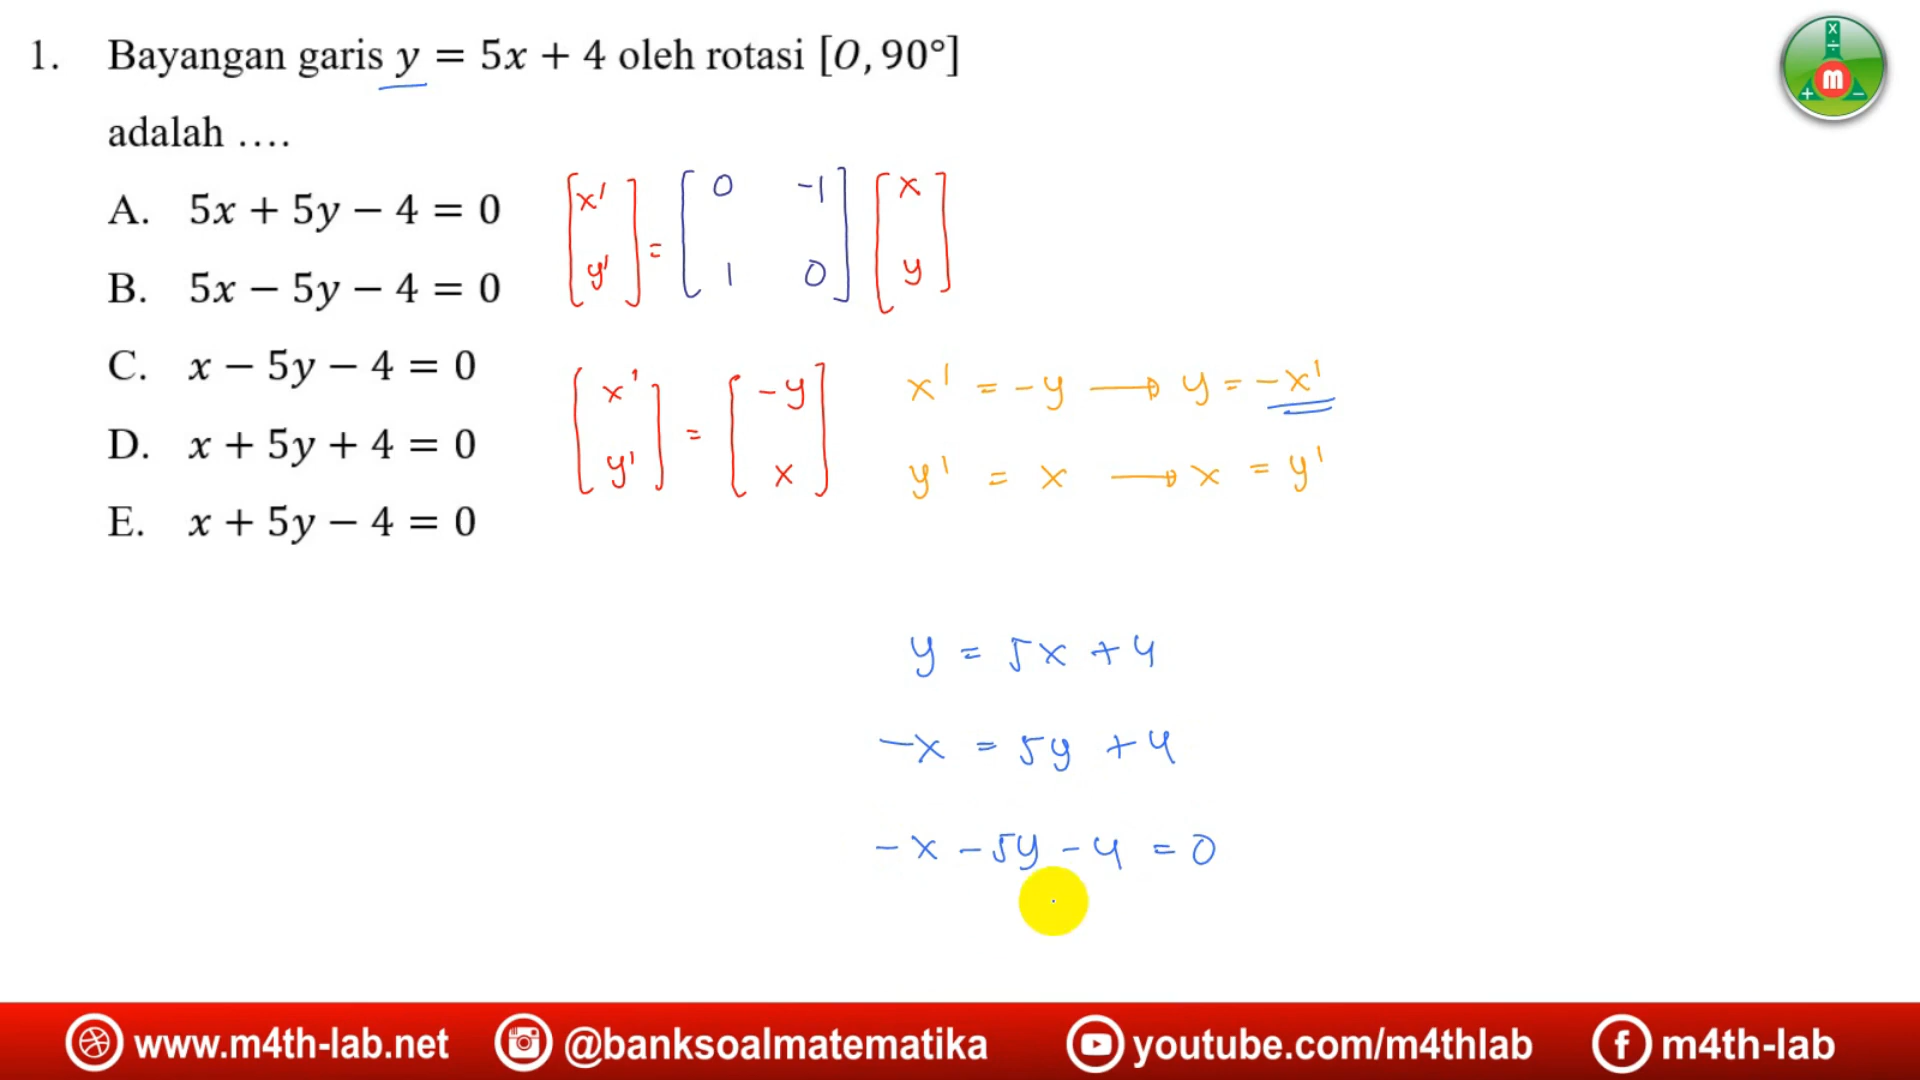 1. Bayangan garis y = 5x + 4 oleh rotasi [O, 90°]
adalah ....
A. 5x + 5y − 4 = 0
B. 5x − 5y − 4 = 0
C. x − 5y − 4 = 0
D. x + 5y + 4 = 0
E. x + 5y − 4 = 0
[x' y'] = [0 -1 1 0] [x y]
[x' y'] = [-y x]
x' = -y → y = -x'
y' = x → x = y'
y = 5x + 4
-x = 5y + 4
-x - 5y - 4 = 0
x ÷ m + −
www.m4th-lab.net @banksoalmatematika youtube.com/m4thlab f m4th-lab